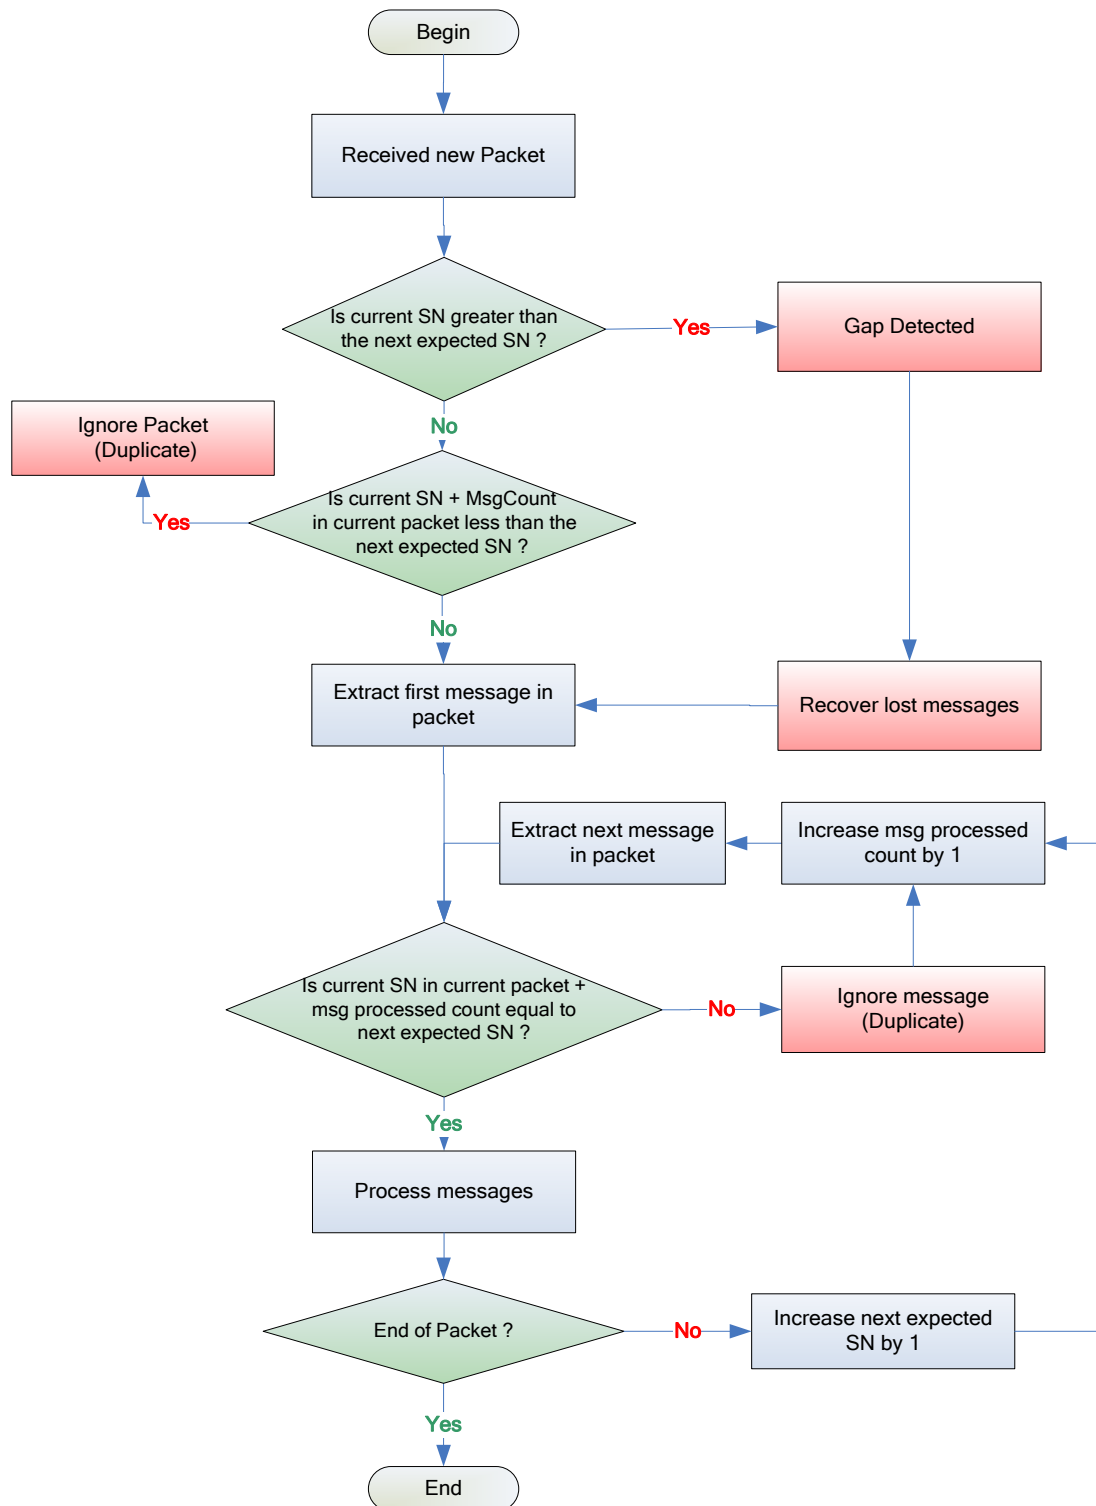 Begin
Received new Packet
Is current SN greater than
the next expected SN ?
Yes
Gap Detected
No
Ignore Packet
(Duplicate)
Is current SN + MsgCount
in current packet less than the
next expected SN ?
Yes
No
Extract first message in
packet
Recover lost messages
Extract next message
in packet
Increase msg processed
count by 1
Is current SN in current packet +
msg processed count equal to
next expected SN ?
No
Ignore message
(Duplicate)
Yes
Process messages
End of Packet ?
No
Increase next expected
SN by 1
Yes
End